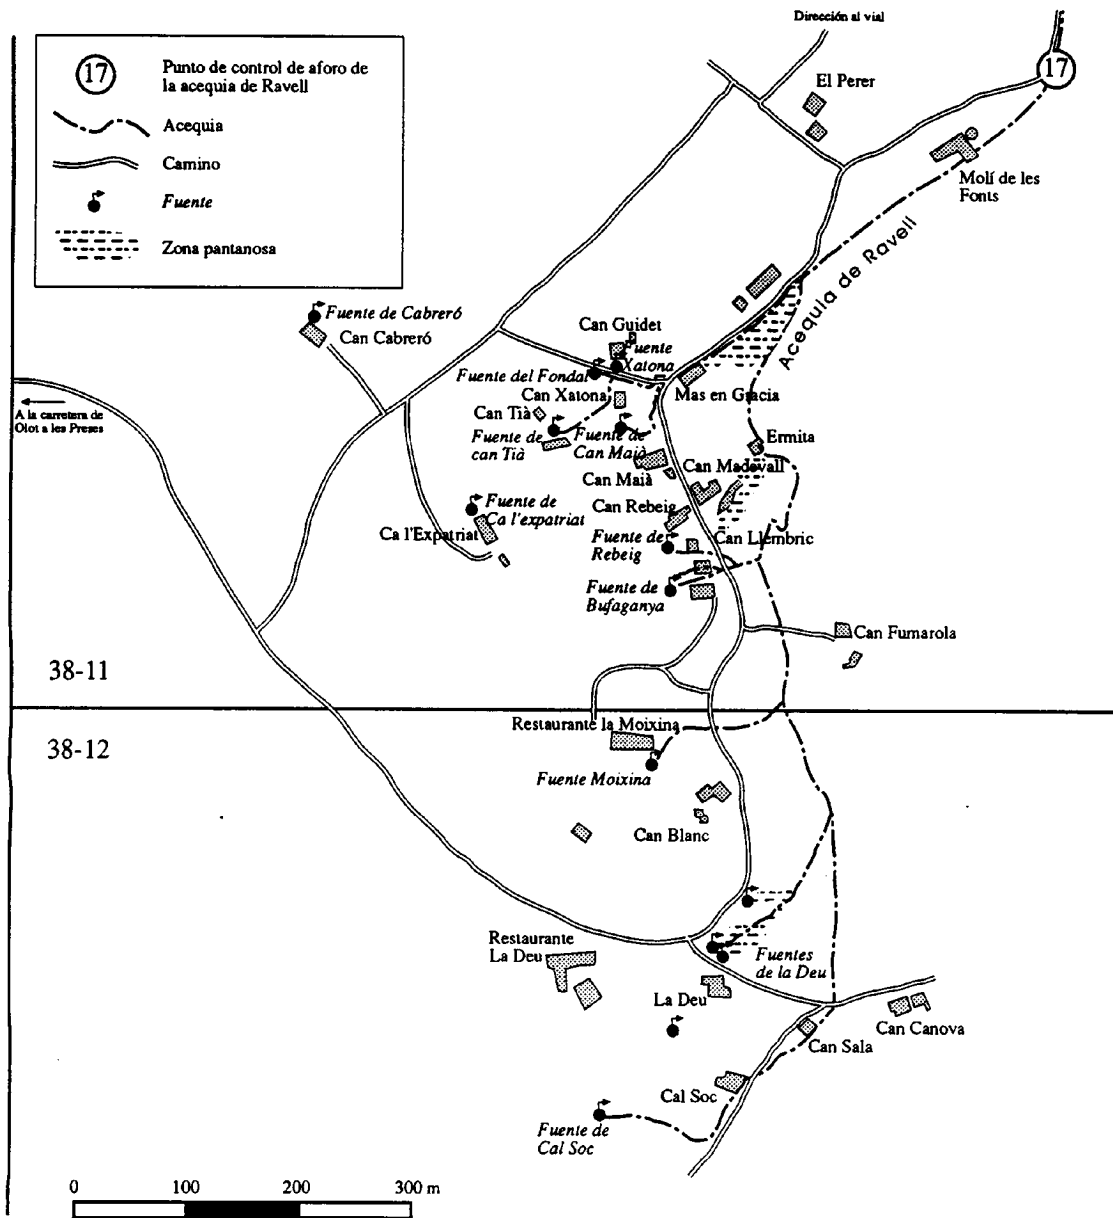 Dirección al vial
17
Punto de control de aforo de
la acequia de Ravell
Acequia
Camino
Fuente
Zona pantanosa
17
El Perer
Molí de les
Fonts
Acequia de Ravell
Fuente de Cabreró
Can Cabreró
Can Guidet
Fuente
Xatona
Fuente del Fondal
Mas en Gracia
A la carretera de
Olot a les Preses
Can Xatona
Can Tià
Fuente de
can Tià
Fuente de
Can Maià
Ermita
Can Maià
Can Madevall
Fuente de
Ca l'expatriat
Can Rebeig
Ca l'Expatriat
Fuente de
Rebeig
Can Llembric
Fuente de
Bufaganya
Can Fumarola
38-11
38-12
Restaurante la Moixina
Fuente Moixina
Can Blanc
Restaurante
La Deu
Fuentes
de la Deu
La Deu
Can Canova
Can Sala
Cal Soc
Fuente de
Cal Soc
0 100 200 300 m